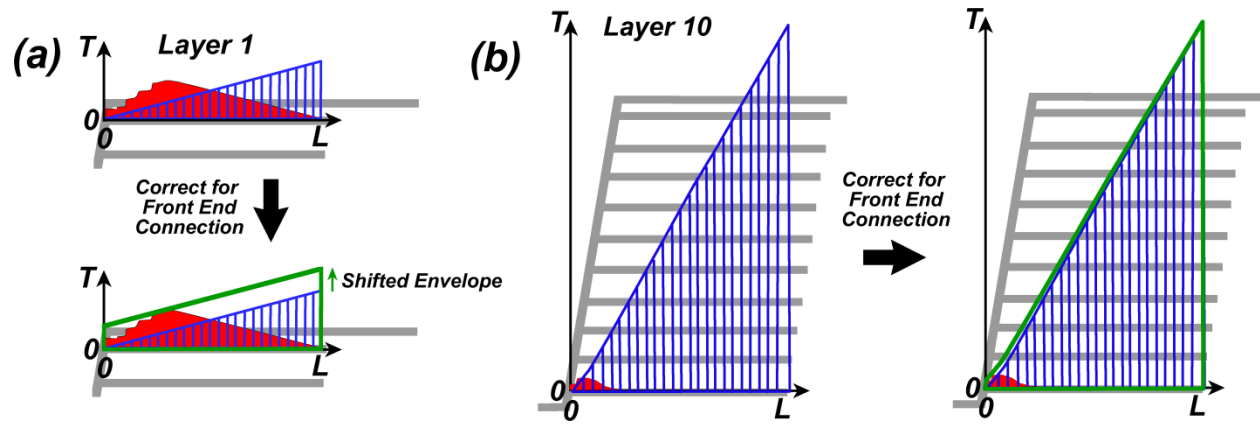 (a)
Layer 1
T
0
0
L
Correct for
Front End
Connection
T
Shifted Envelope
0
0
L
(b)
Layer 10
T
0
0
L
Correct for
Front End
Connection
T
0
0
L